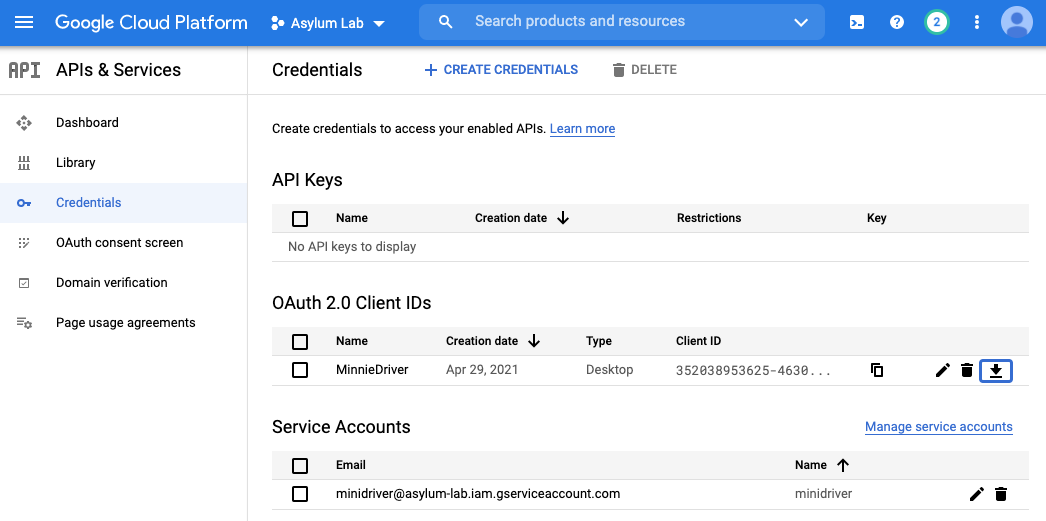 Google Cloud Platform Asylum Lab Search products and resources 2
API APIs & Services Credentials CREATE CREDENTIALS DELETE
Dashboard
Library
Credentials
OAuth consent screen
Domain verification
Page usage agreements
Create credentials to access your enabled APIs. Learn more
API Keys
Name Creation date Restrictions Key
No API keys to display
OAuth 2.0 Client IDs
Name Creation date Type Client ID
MinnieDriver Apr 29, 2021 Desktop 352038953625-4630...
Service Accounts Manage service accounts
Email Name
minidriver@asylum-lab.iam.gserviceaccount.com minidriver